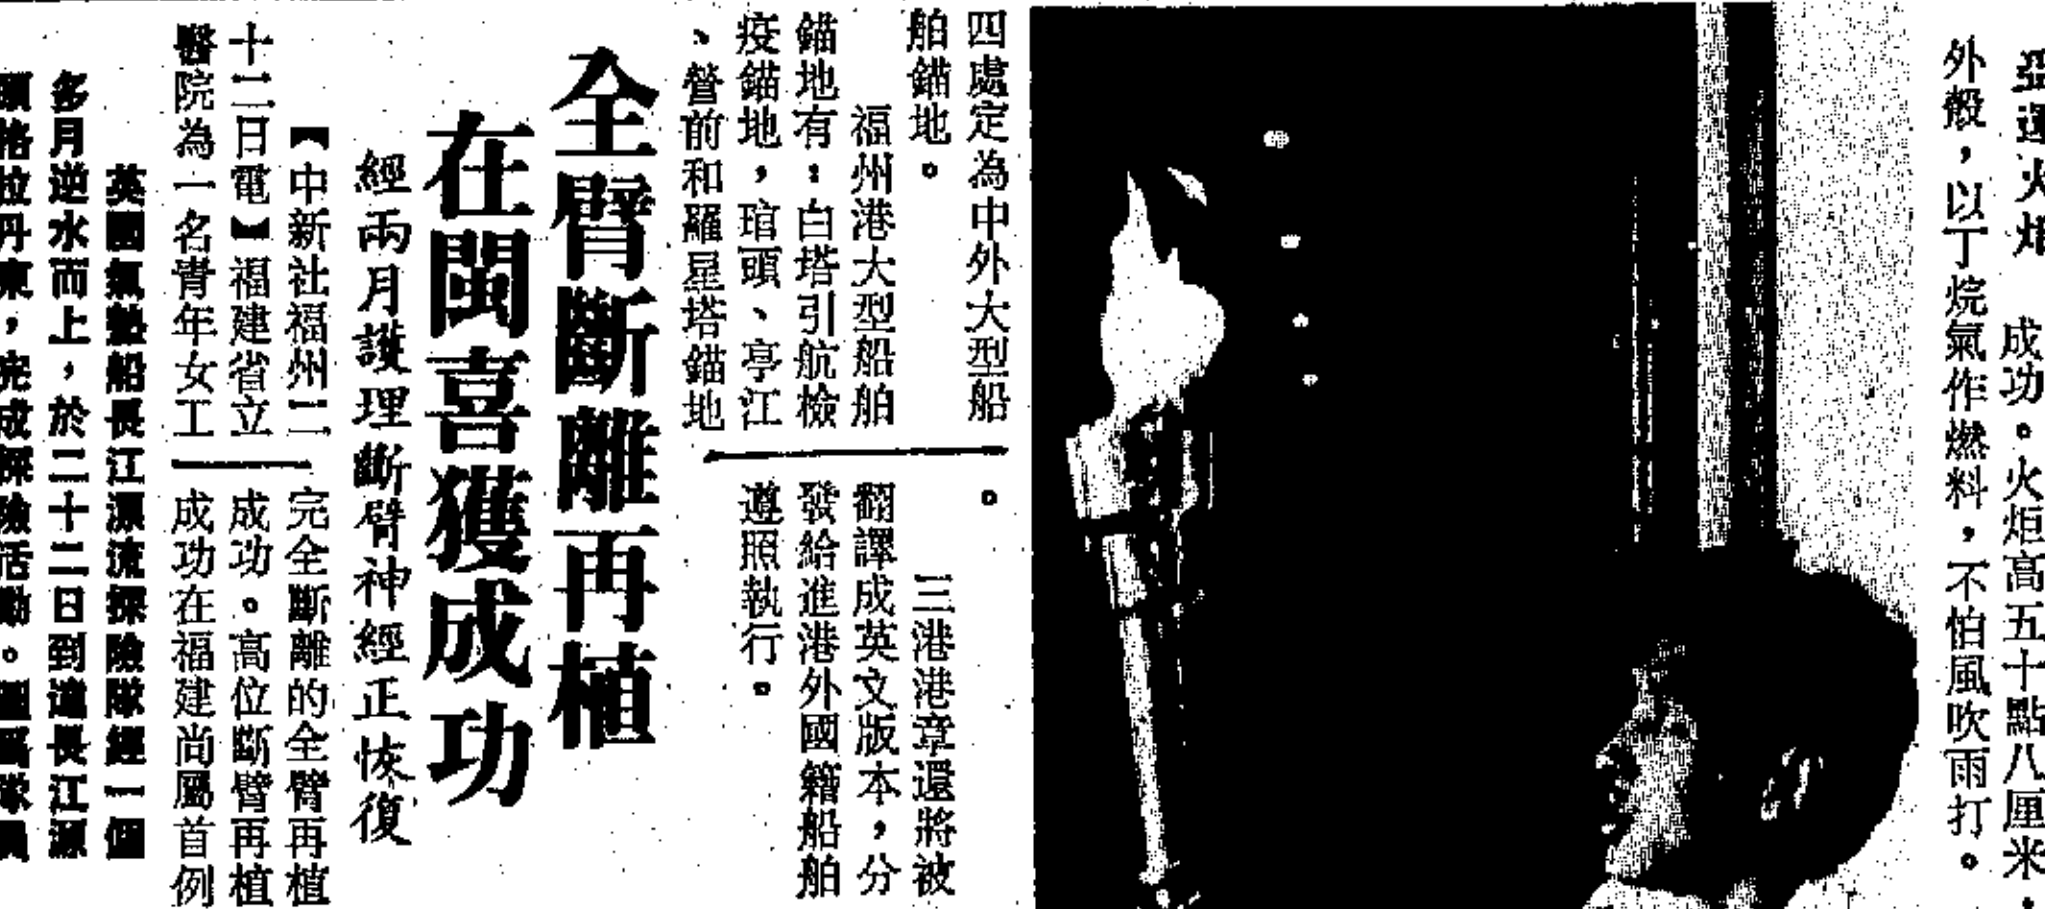 亞運火炬　成功。火炬高五十點八厘米，
外殼，以丁烷氣作燃料，不怕風吹雨打。
四處定為中外大型船
舶錨地。
福州港大型船舶
錨地有：白塔引航檢
疫錨地，琯頭、亭江
、營前和羅星塔錨地
。
三港港章還將被
翻譯成英文版本，分
發給進港外國籍船舶
遵照執行。
全臂斷離再植
在閩喜獲成功
經兩月護理斷臂神經正恢復
【中新社福州二
十二日電】福建省立
醫院為一名青年女工
完全斷離的全臂再植
成功。高位斷臂再植
成功在福建尚屬首例
英國氣墊船長江漂流探險隊經一個
多月逆水而上，於二十二日到達長江源
頭格拉丹東，完成探險活動。